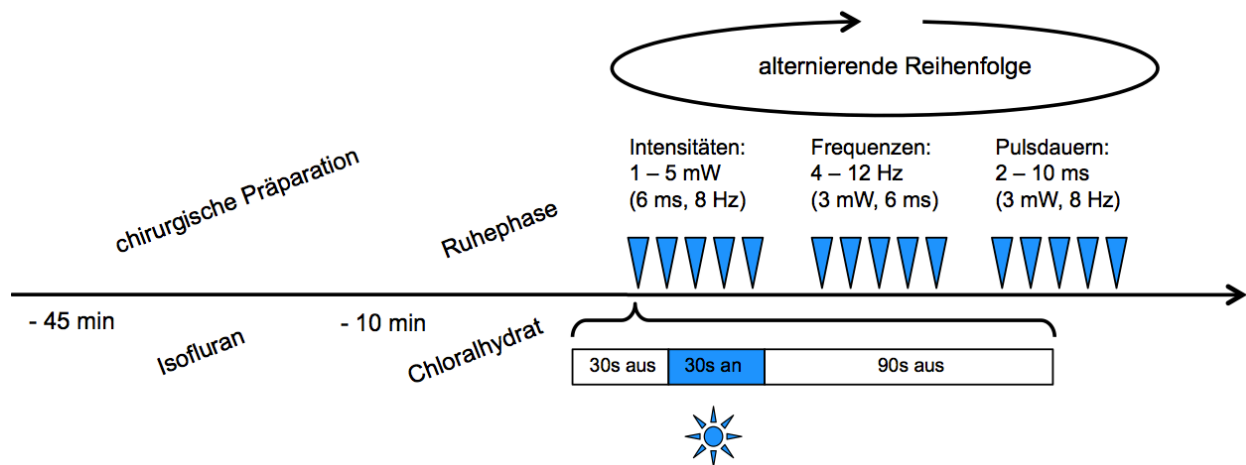 alternierende Reihenfolge
chirurgische Präparation
Ruhephase
Intensitäten:
1 – 5 mW
(6 ms, 8 Hz)
Frequenzen:
4 – 12 Hz
(3 mW, 6 ms)
Pulsdauern:
2 – 10 ms
(3 mW, 8 Hz)
- 45 min
Isofluran
- 10 min
Chloralhydrat
30s aus
30s an
90s aus